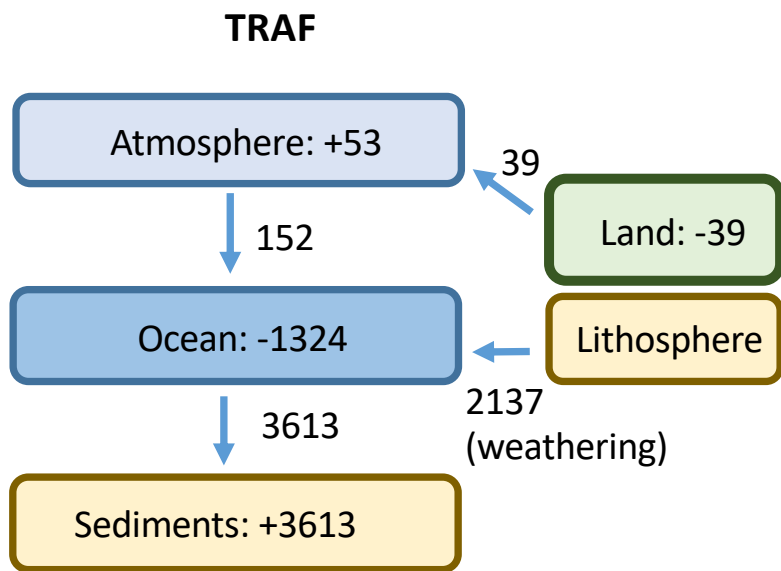 TRAF
Atmosphere: +53
39
152
Land: -39
Ocean: -1324
Lithosphere
3613
2137
(weathering)
Sediments: +3613